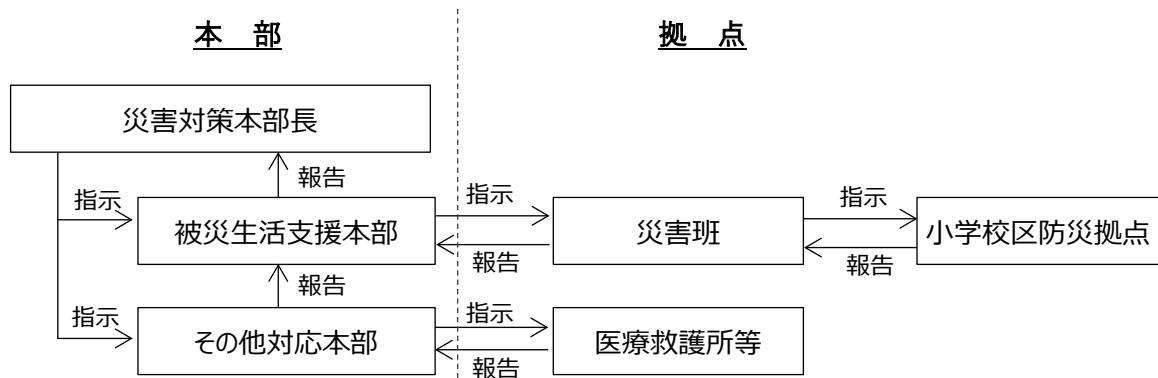 本　部
拠　点
災害対策本部長
報告
指示
指示
指示
被災生活支援本部
災害班
小学校区防災拠点
報告
報告
報告
指示
指示
その他対応本部
医療救護所等
報告